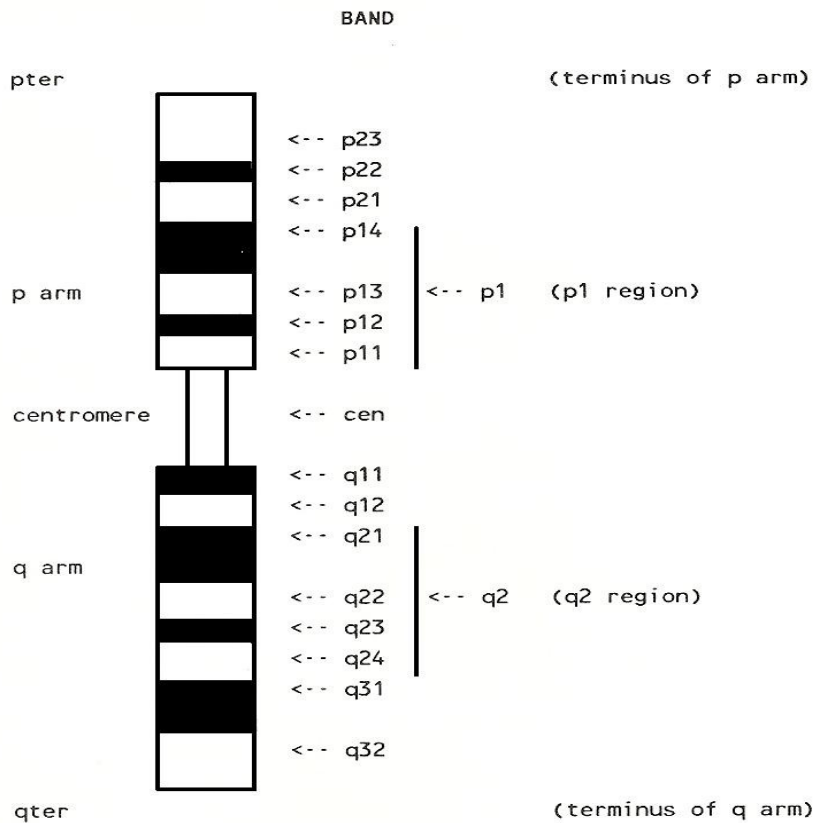 BAND
pter (terminus of p arm)
<-- p23
<-- p22
<-- p21
<-- p14
p arm <-- p13 <-- p1 (p1 region)
<-- p12
<-- p11
centromere <-- cen
<-- q11
<-- q12
<-- q21
q arm
<-- q22 <-- q2 (q2 region)
<-- q23
<-- q24
<-- q31
<-- q32
qter (terminus of q arm)